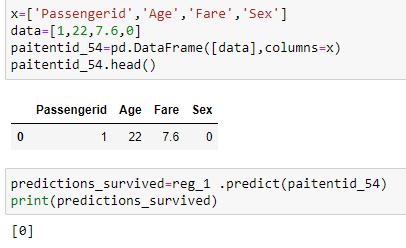 x=['Passengerid','Age','Fare','Sex']
data=[1,22,7.6,0]
paitentid_54=pd.DataFrame([data],columns=x)
paitentid_54.head()
Passengerid Age Fare Sex
0 1 22 7.6 0
predictions_survived=reg_1 .predict(paitentid_54)
print(predictions_survived)
[0]